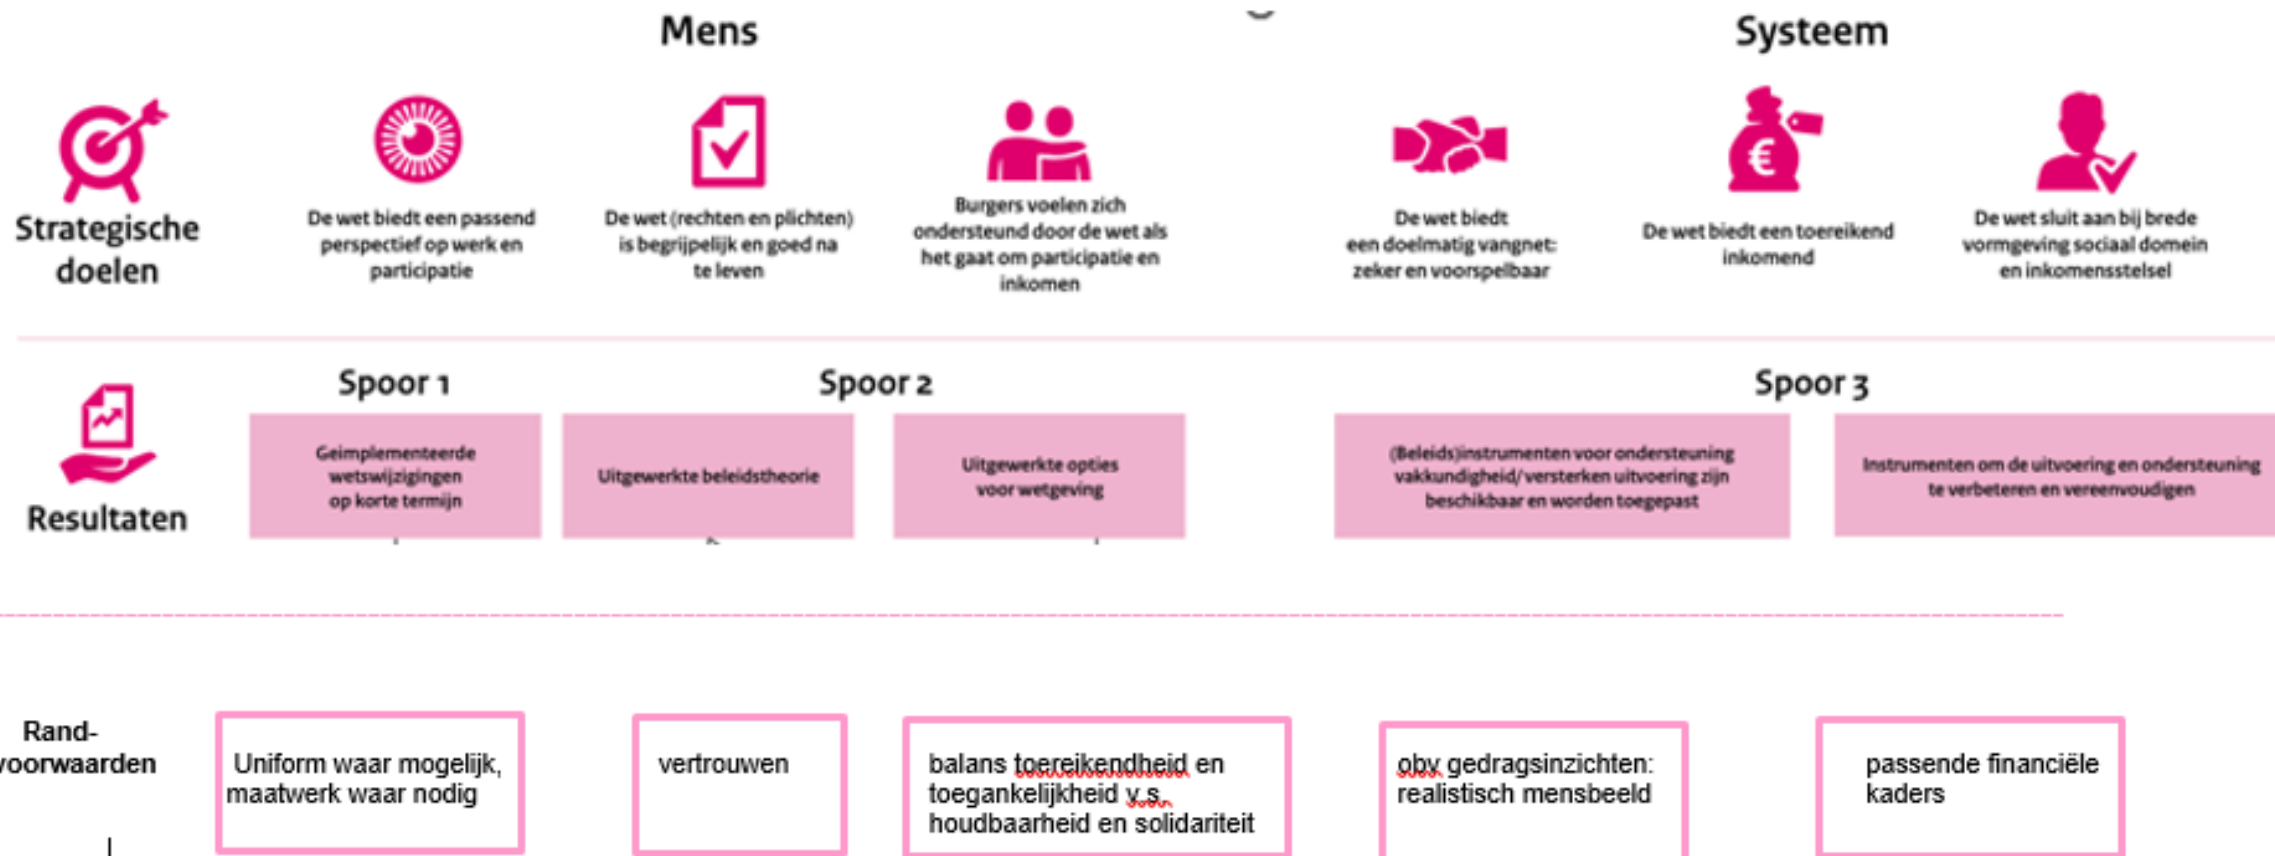 Mens
Systeem
Strategische
doelen
De wet biedt een passend
perspectief op werk en
participatie
De wet (rechten en plichten)
is begrijpelijk en goed na
te leven
Burgers voelen zich
ondersteund door de wet als
het gaat om participatie en
inkomen
De wet biedt
een doelmatig vangnet:
zeker en voorspelbaar
De wet biedt een toereikend
inkomend
De wet sluit aan bij brede
vormgeving sociaal domein
en inkomensstelsel
Resultaten
Spoor 1
Geimplementeerde
wetswijzigingen
op korte termijn
Spoor 2
Uitgewerkte beleidstheorie
Uitgewerkte opties
voor wetgeving
Spoor 3
(Beleids)instrumenten voor ondersteuning
vakkundigheid/versterken uitvoering zijn
beschikbaar en worden toegepast
Instrumenten om de uitvoering en ondersteuning
te verbeteren en vereenvoudigen
Rand-
voorwaarden
Uniform waar mogelijk,
maatwerk waar nodig
vertrouwen
balans toereikendheid en
toegankelijkheid v.s.
houdbaarheid en solidariteit
obv gedragsinzichten:
realistisch mensbeeld
passende financiële
kaders